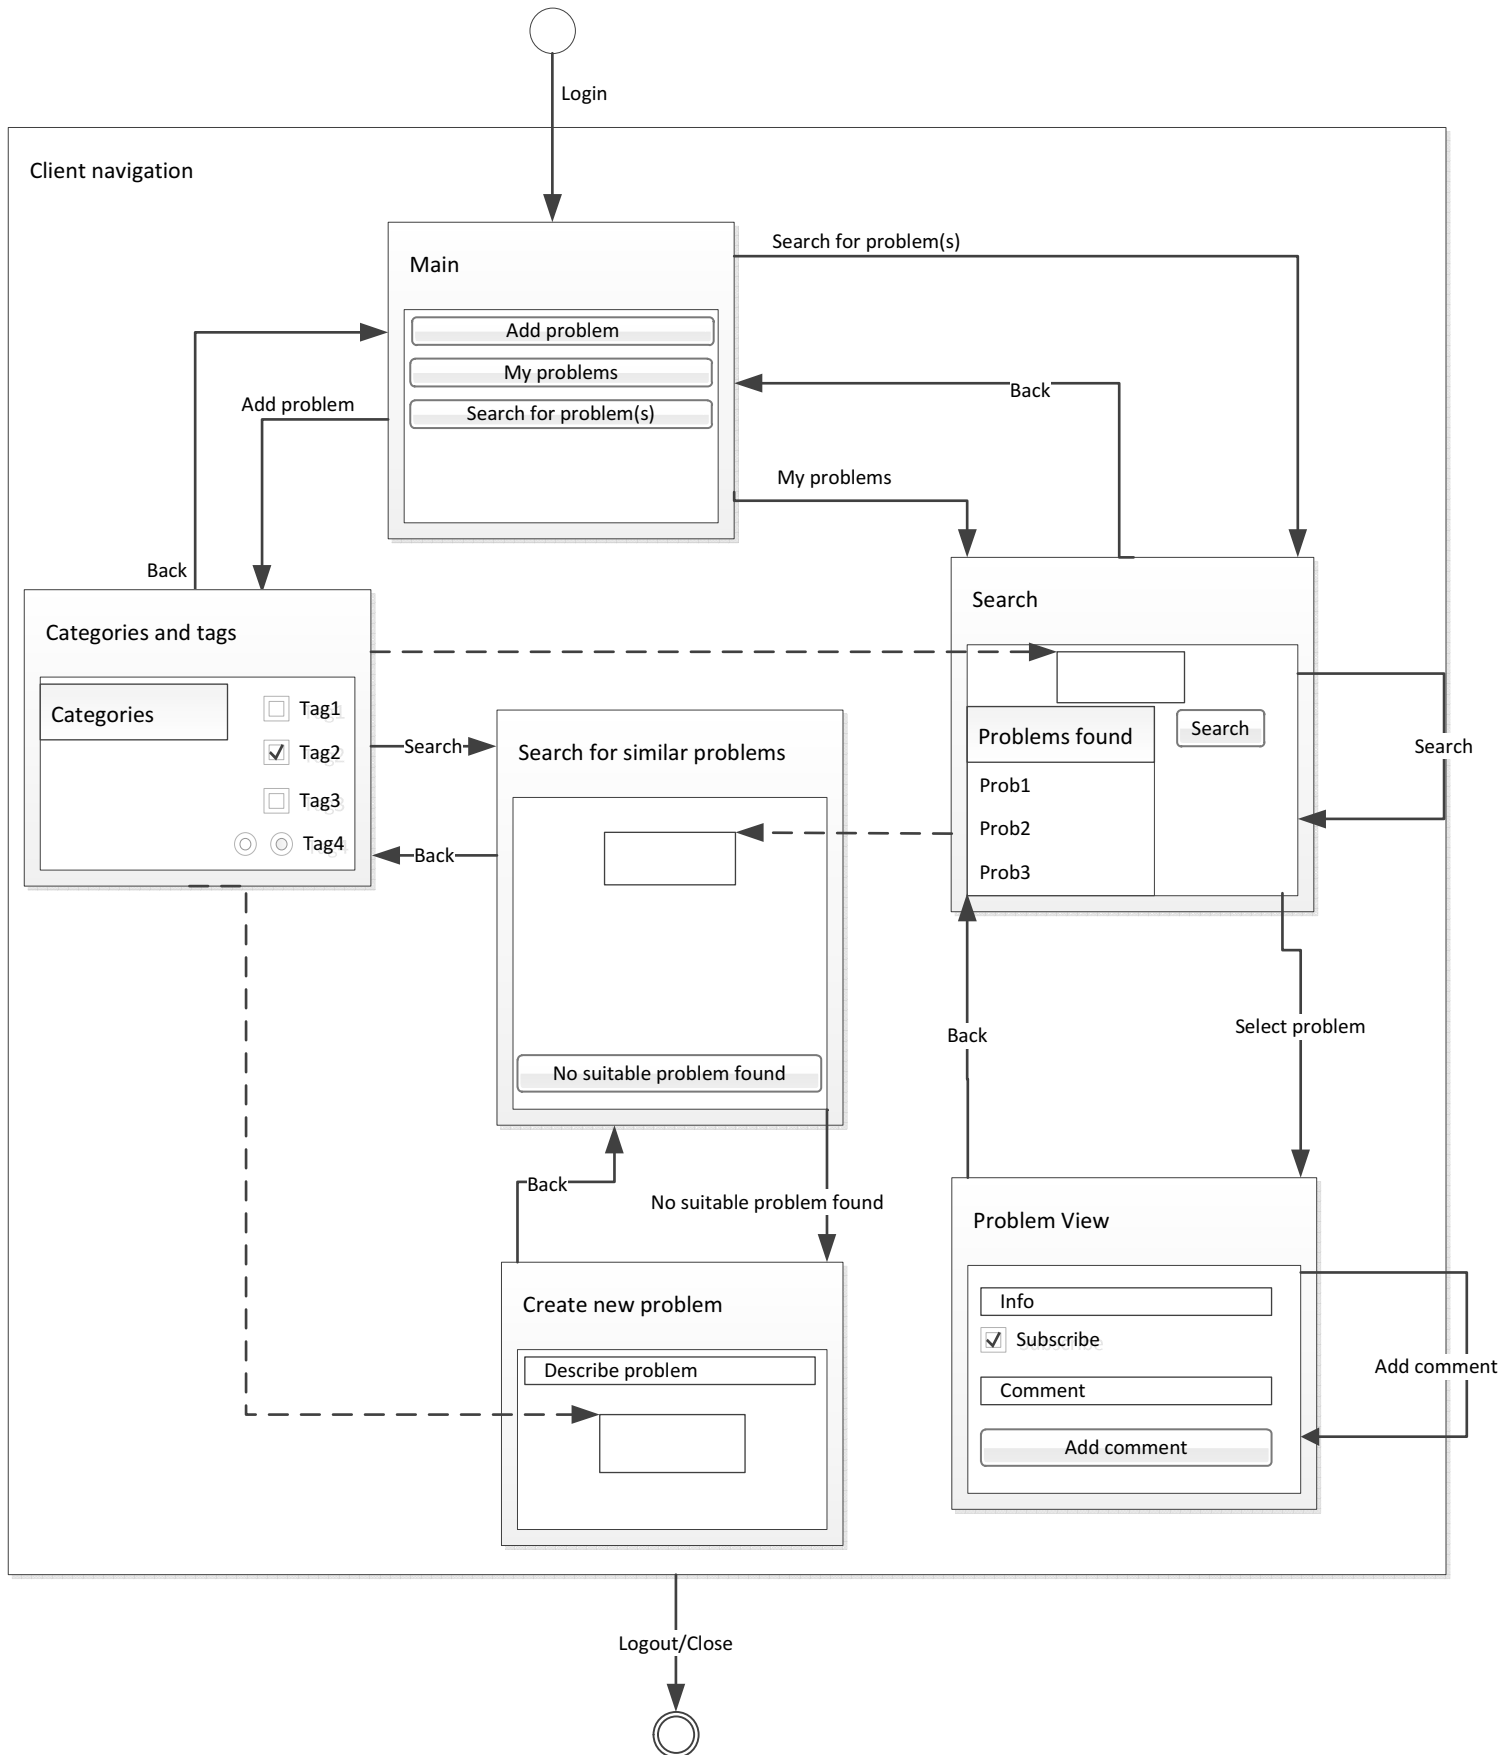 Login
Client navigation
Main
Add problem
My problems
Search for problem(s)
Search for problem(s)
Back
Add problem
My problems
Back
Categories and tags
Categories
Tag1
Tag2
Tag3
Tag4
Search
Back
Search for similar problems
No suitable problem found
Search
Search
Problems found
Prob1
Prob2
Prob3
Search
Back
Select problem
Back
No suitable problem found
Create new problem
Describe problem
Problem View
Info
Subscribe
Comment
Add comment
Add comment
Logout/Close